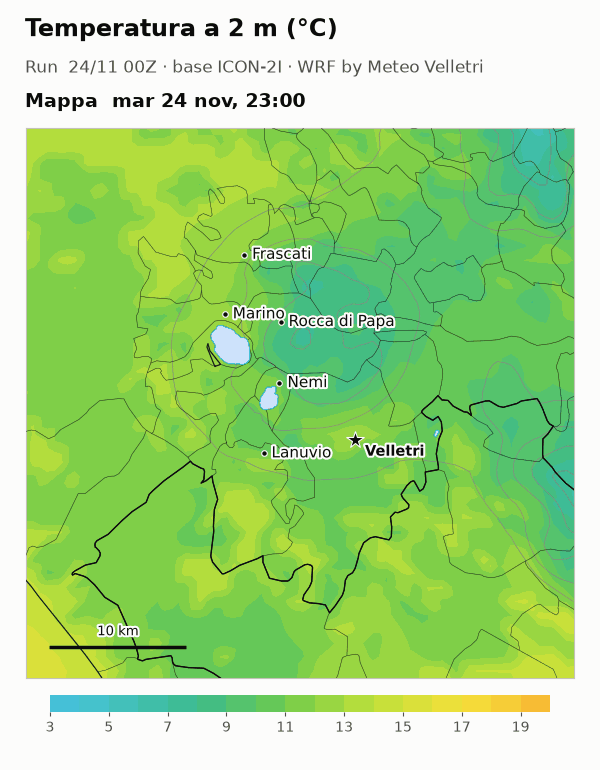 Temperatura a 2 m (°C)
Run  24/11 00Z · base ICON-2I · WRF by Meteo Velletri
Mappa  mar 24 nov, 23:00
Frascati
Marino
Rocca di Papa
Nemi
Velletri
Lanuvio
10 km
3 5 7 9 11 13 15 17 19